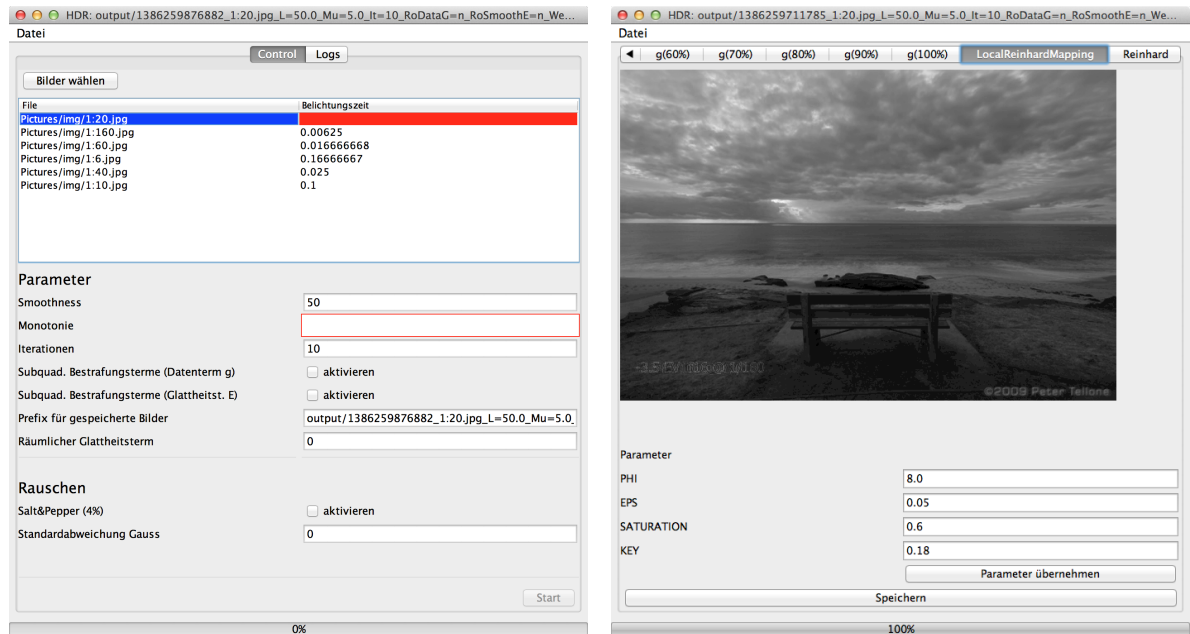 HDR: output/1386259876882_1:20.jpg_L=50.0_Mu=5.0_It=10_RoDataG=n_RoSmoothE=n_We...
Datei
Control Logs
Bilder wählen
File Belichtungszeit
Pictures/img/1:20.jpg
Pictures/img/1:160.jpg 0.00625
Pictures/img/1:60.jpg 0.016666668
Pictures/img/1:6.jpg 0.16666667
Pictures/img/1:40.jpg 0.025
Pictures/img/1:10.jpg 0.1
Parameter
Smoothness 50
Monotonie
Iterationen 10
Subquad. Bestrafungsterme (Datenterm g) aktivieren
Subquad. Bestrafungsterme (Glattheitst. E) aktivieren
Prefix für gespeicherte Bilder output/1386259876882_1:20.jpg_L=50.0_Mu=5.0_
Räumlicher Glattheitsterm 0
Rauschen
Salt&Pepper (4%) aktivieren
Standardabweichung Gauss 0
Start
0%
HDR: output/1386259711785_1:20.jpg_L=50.0_Mu=5.0_It=10_RoDataG=n_RoSmoothE=n_We...
Datei
g(60%) g(70%) g(80%) g(90%) g(100%) LocalReinhardMapping Reinhard
©2009 Peter Tellone
Parameter
PHI 8.0
EPS 0.05
SATURATION 0.6
KEY 0.18
Parameter übernehmen
Speichern
100%